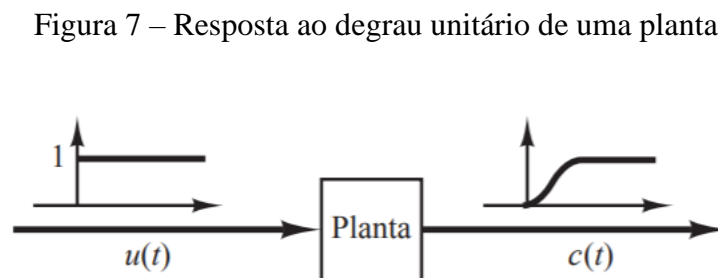 Figura 7 – Resposta ao degrau unitário de uma planta
1
Planta
u(t)
c(t)